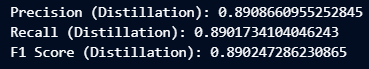 Precision (Distillation): 0.8908660955252845
Recall (Distillation): 0.8901734104046243
F1 Score (Distillation): 0.890247286230865